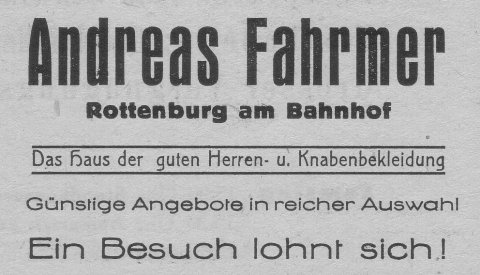 Andreas Fahrmer
Rottenburg am Bahnhof
Das Haus der guten Herren- u. Knabenbekleidung
Günstige Angebote in reicher Auswahl
Ein Besuch lohnt sich!